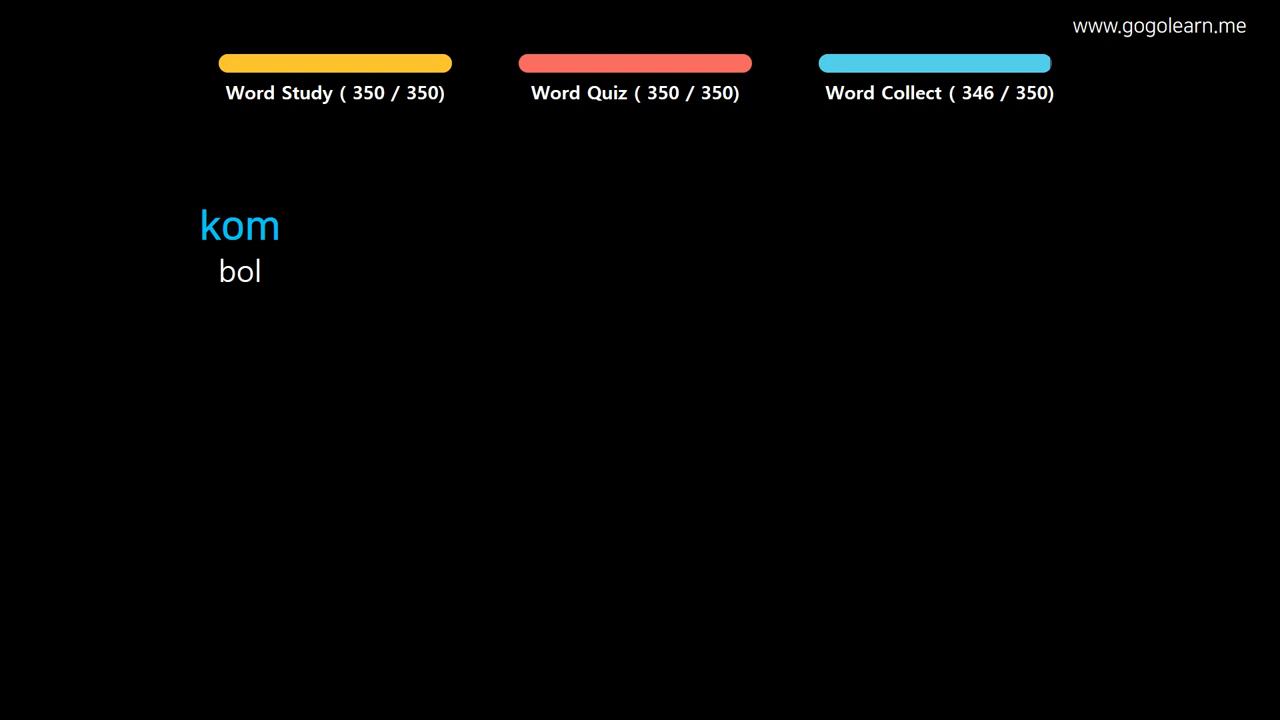 www.gogolearn.me
Word Study ( 350 / 350)
Word Quiz ( 350 / 350)
Word Collect ( 346 / 350)
kom
bol